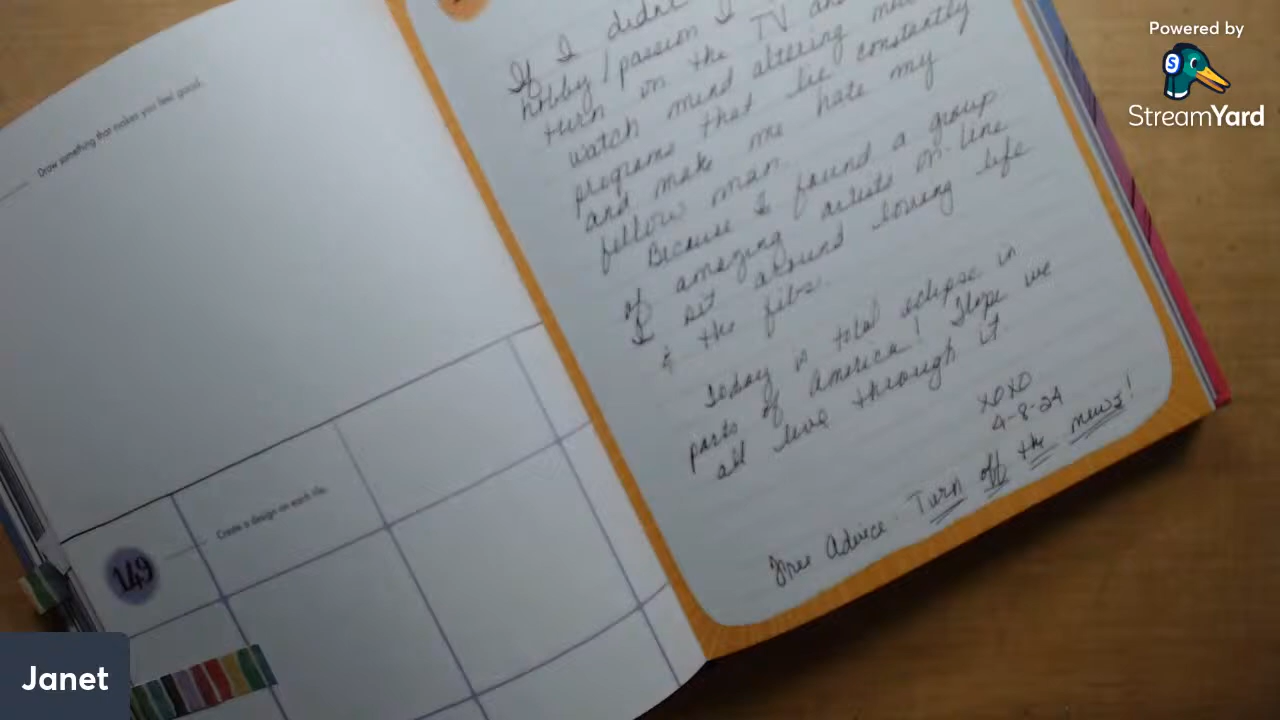 Draw something that makes you feel good.
Create a design on each tile.
149
If I didn't
hobby/passion I
turn on the TV and
watch mind altering
programs that lie constantly
and make me hate my
fellow man.
Because I found a group
of amazing artists on-line
I sit around loving life
& the fibs.
Today is total eclipse in
parts of America! Hope we
all live through it
XOXO
4-8-24
Free Advice. Turn off the news!
Powered by
StreamYard
Janet